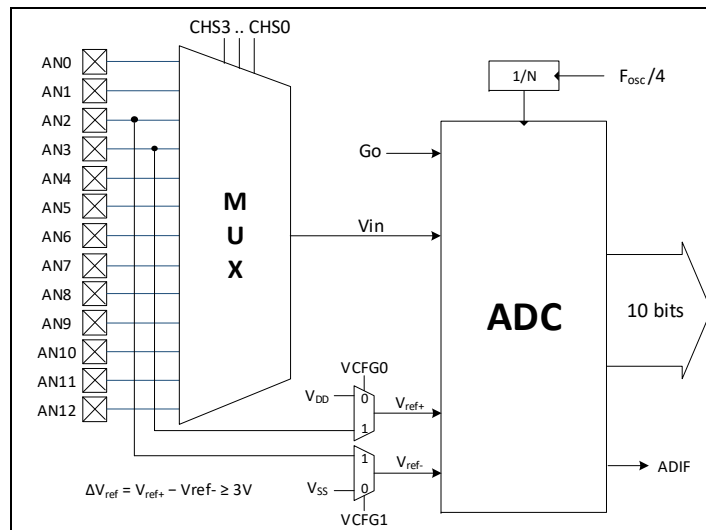 CHS3 .. CHS0
AN0
AN1
AN2
AN3
AN4
AN5
AN6
AN7
AN8
AN9
AN10
AN11
AN12
M
U
X
1/N
Fosc/4
Go
Vin
ADC
10 bits
VCFG0
VDD
0
1
Vref+
1
0
Vref-
VSS
VCFG1
ADIF
ΔVref = Vref+ – Vref- ≥ 3V